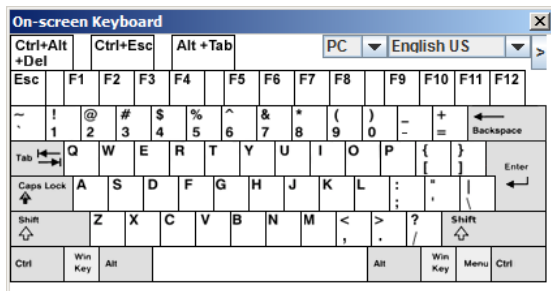 On-screen Keyboard
Ctrl+Alt +Del Ctrl+Esc Alt +Tab PC English US >
Esc F1 F2 F3 F4 F5 F6 F7 F8 F9 F10 F11 F12
~ ! @ # $ % ^ & * ( ) _ +
` 1 2 3 4 5 6 7 8 9 0 - = Backspace
Tab Q W E R T Y U I O P { }
[ ] Enter
Caps Lock A S D F G H J K L : " |
; ' \
Shift Z X C V B N M < > ? Shift
, . /
Ctrl Win Key Alt Alt Win Key Menu Ctrl